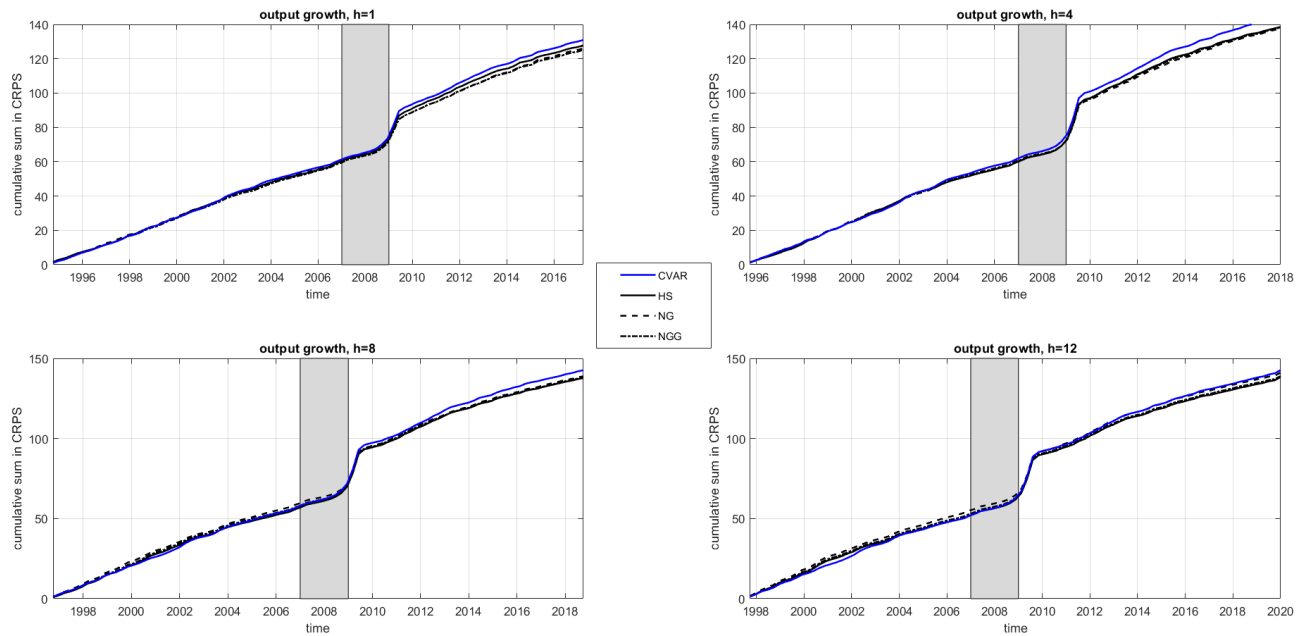 output growth, h=1
cumulative sum in CRPS
140
120
100
80
60
40
20
0
1996 1998 2000 2002 2004 2006 2008 2010 2012 2014 2016
time
output growth, h=4
cumulative sum in CRPS
140
120
100
80
60
40
20
0
1996 1998 2000 2002 2004 2006 2008 2010 2012 2014 2016 2018
time
CVAR
HS
NG
NGG
output growth, h=8
cumulative sum in CRPS
150
100
50
0
1998 2000 2002 2004 2006 2008 2010 2012 2014 2016 2018
time
output growth, h=12
cumulative sum in CRPS
150
100
50
0
1998 2000 2002 2004 2006 2008 2010 2012 2014 2016 2018 2020
time